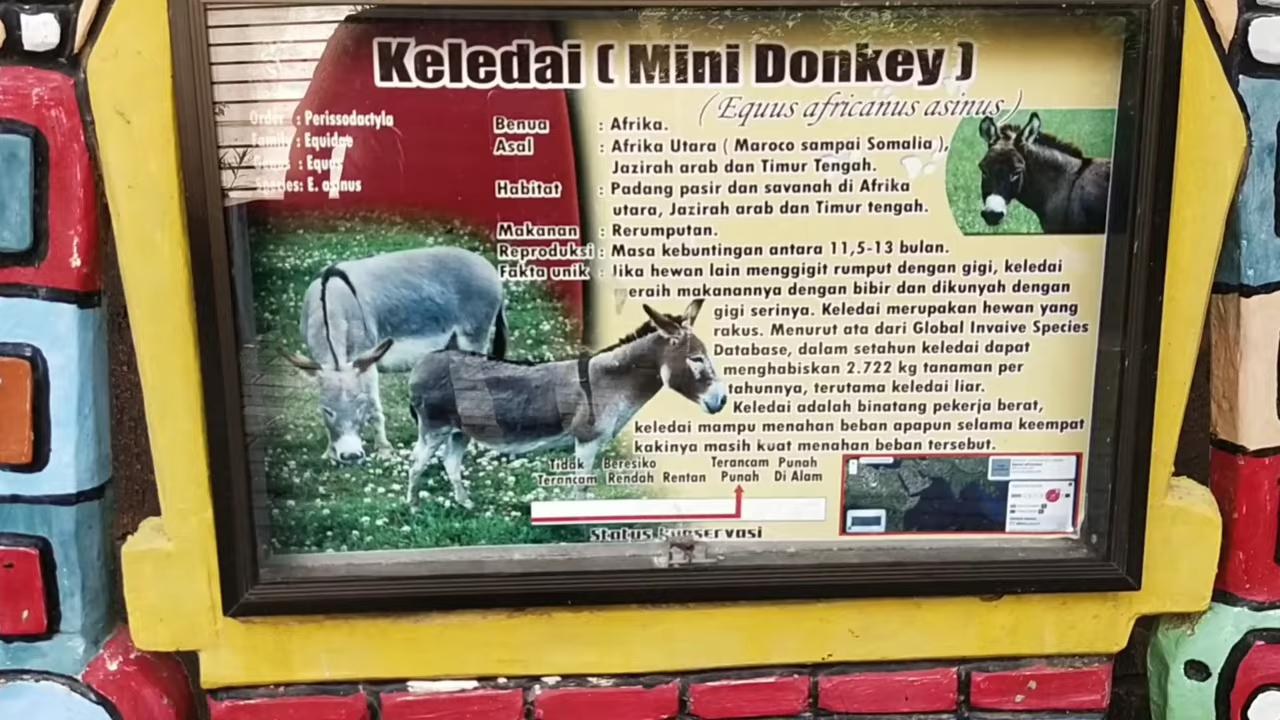 Keledai ( Mini Donkey )
(Equus africanus asinus)
Order : Perissodactyla
Family : Equidae
Genus : Equus
Species: E. asinus
Benua : Afrika.
Asal : Afrika Utara ( Maroco sampai Somalia ),
Jazirah arab dan Timur Tengah.
Habitat : Padang pasir dan savanah di Afrika
utara, Jazirah arab dan Timur tengah.
Makanan : Rerumputan.
Reproduksi : Masa kebuntingan antara 11,5-13 bulan.
Fakta unik : Jika hewan lain menggigit rumput dengan gigi, keledai
meraih makanannya dengan bibir dan dikunyah dengan
gigi serinya. Keledai merupakan hewan yang
rakus. Menurut ata dari Global Invaive Species
Database, dalam setahun keledai dapat
menghabiskan 2.722 kg tanaman per
tahunnya, terutama keledai liar.
Keledai adalah binatang pekerja berat,
keledai mampu menahan beban apapun selama keempat
kakinya masih kuat menahan beban tersebut.
Tidak Beresiko Terancam Punah
Terancam Rendah Rentan Punah Di Alam
Status Konservasi